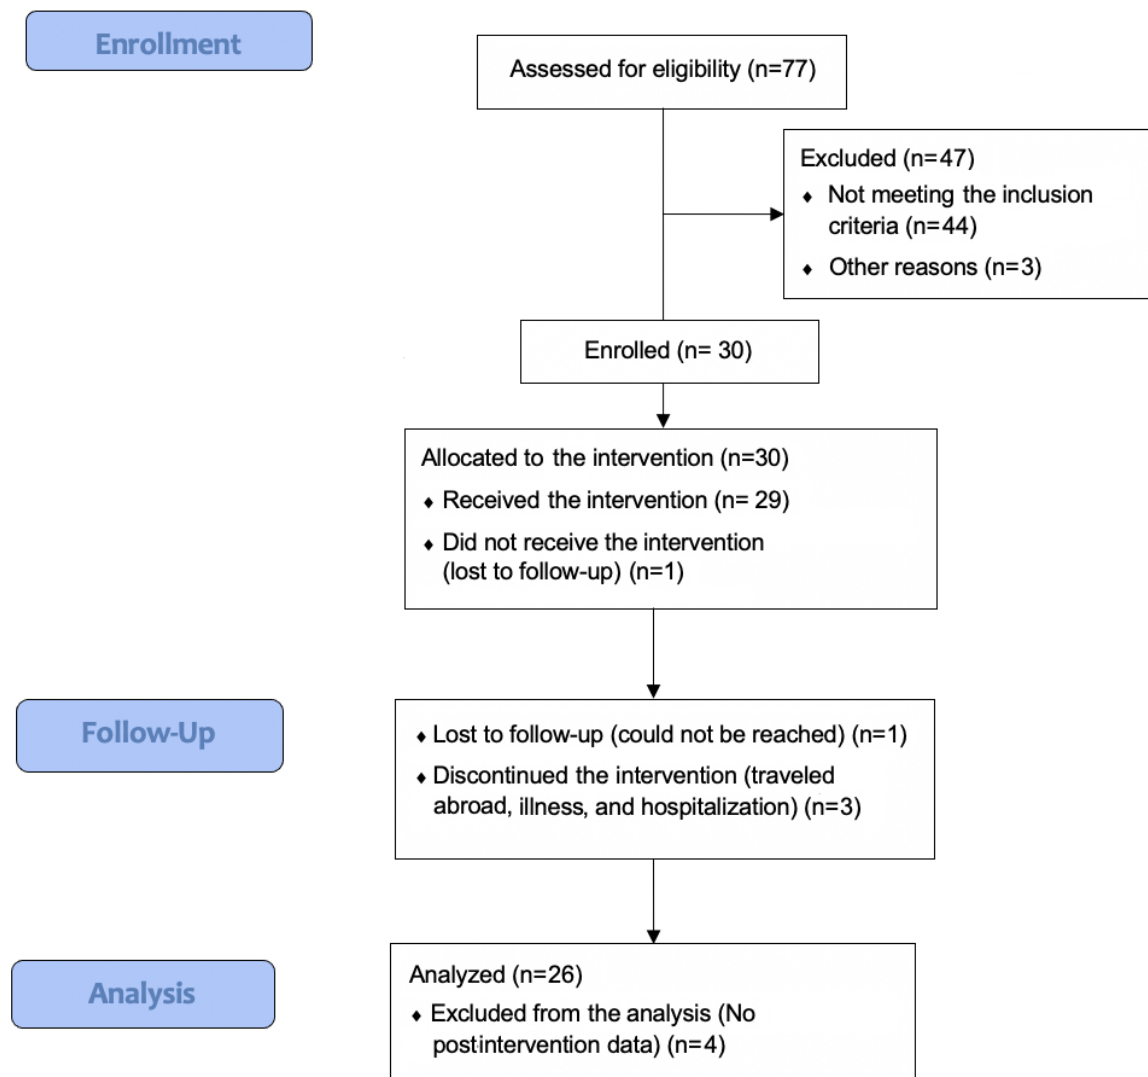 Enrollment
Assessed for eligibility (n=77)
Excluded (n=47)
♦ Not meeting the inclusion
criteria (n=44)
♦ Other reasons (n=3)
Enrolled (n= 30)
Allocated to the intervention (n=30)
♦ Received the intervention (n= 29)
♦ Did not receive the intervention
(lost to follow-up) (n=1)
Follow-Up
♦ Lost to follow-up (could not be reached) (n=1)
♦ Discontinued the intervention (traveled
abroad, illness, and hospitalization) (n=3)
Analysis
Analyzed (n=26)
♦ Excluded from the analysis (No
postintervention data) (n=4)